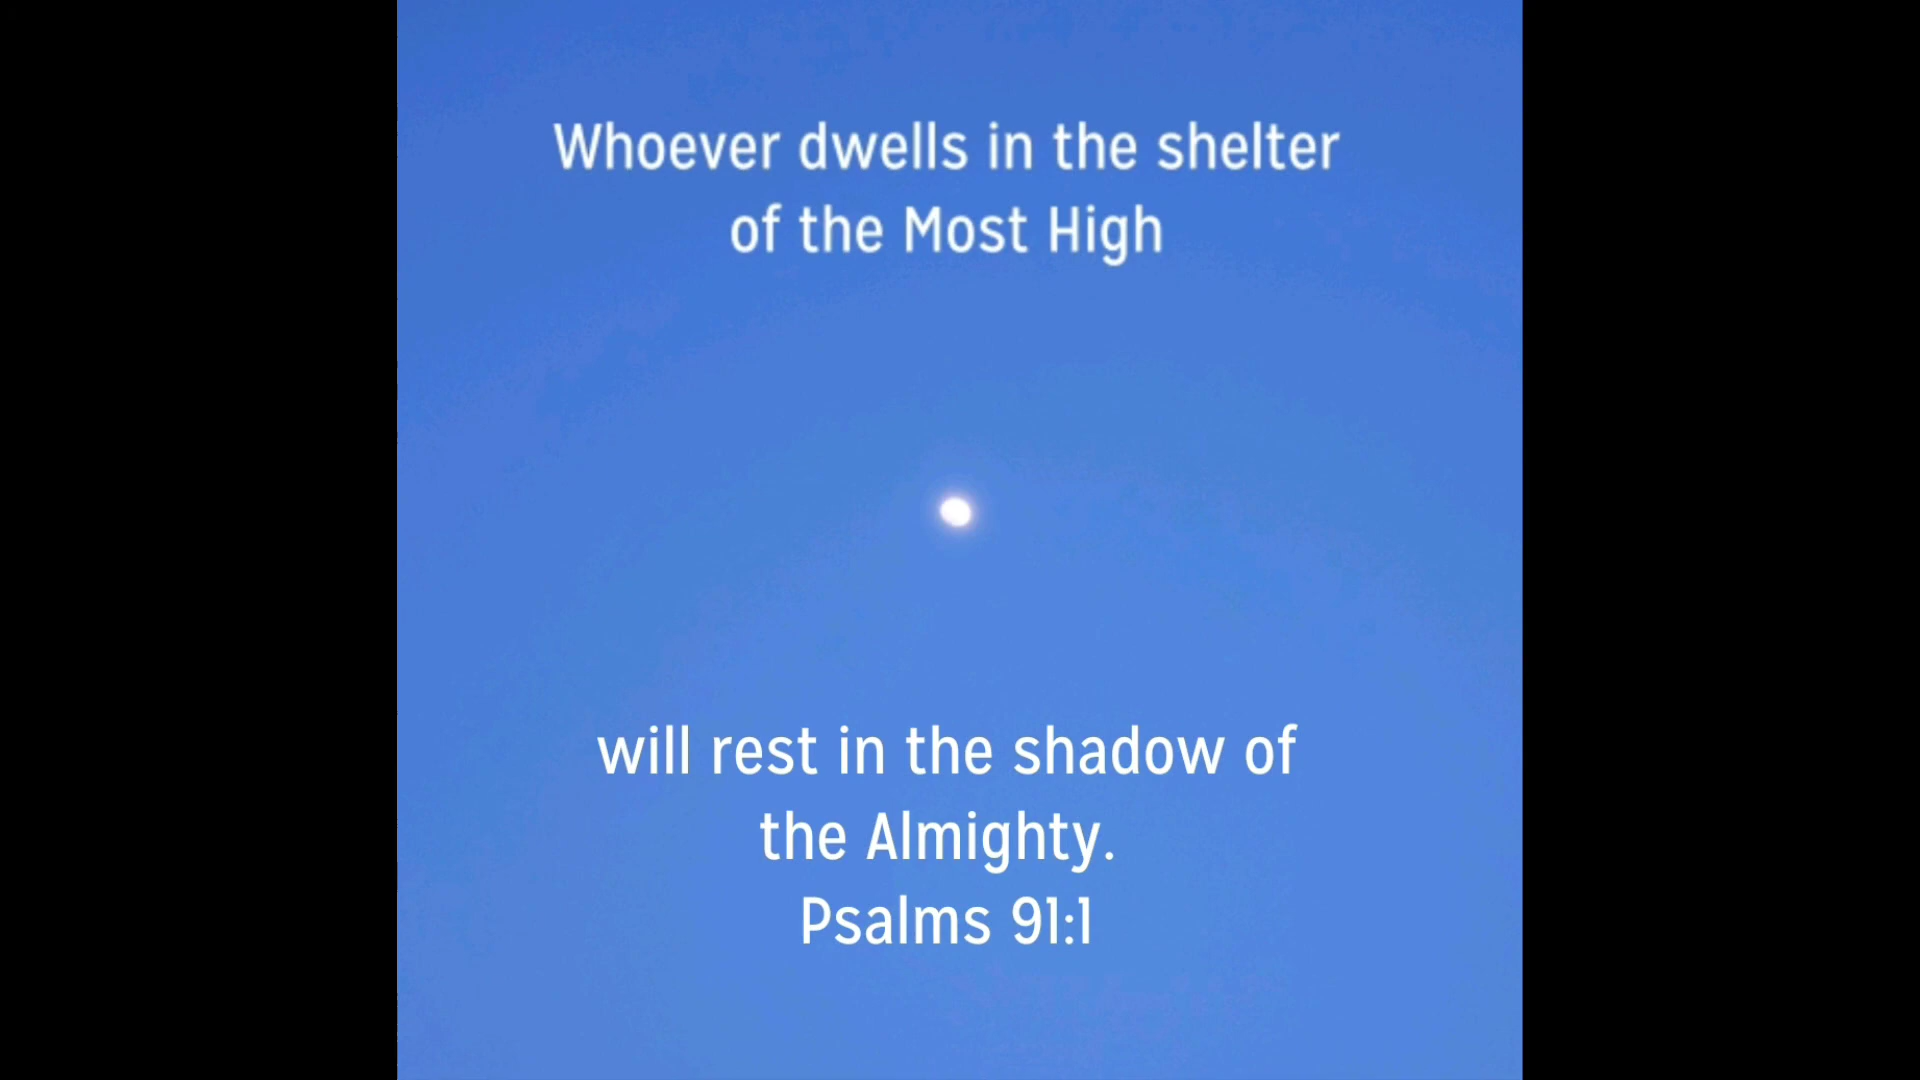 Whoever dwells in the shelter
of the Most High
will rest in the shadow of
the Almighty.
Psalms 91:1